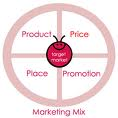 Product
Price
target
market
Place
Promotion
Marketing Mix